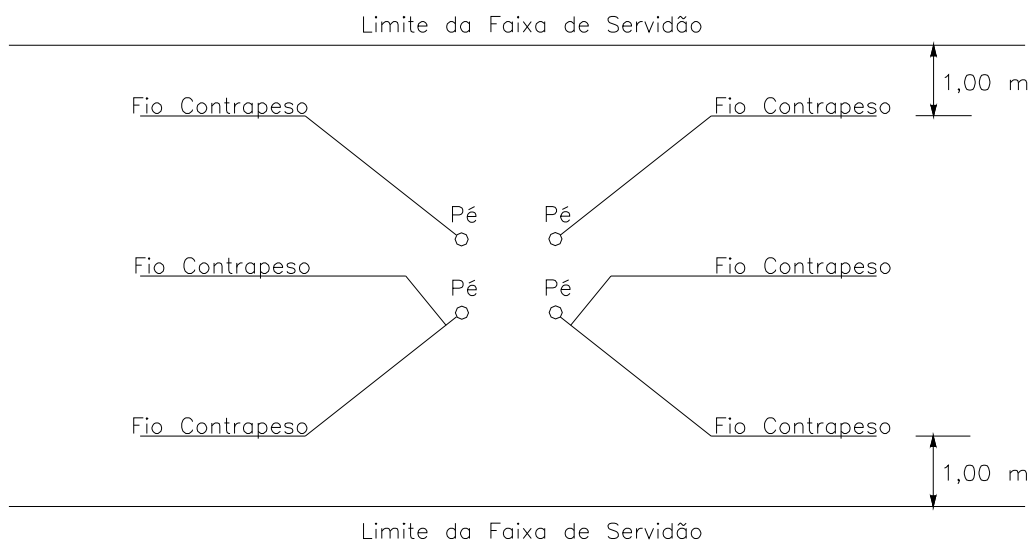 Limite da Faixa de Servidão
1,00 m
Fio Contrapeso
Fio Contrapeso
Pé
Pé
Fio Contrapeso
Fio Contrapeso
Pé
Pé
Fio Contrapeso
Fio Contrapeso
1,00 m
Limite da Faixa de Servidão